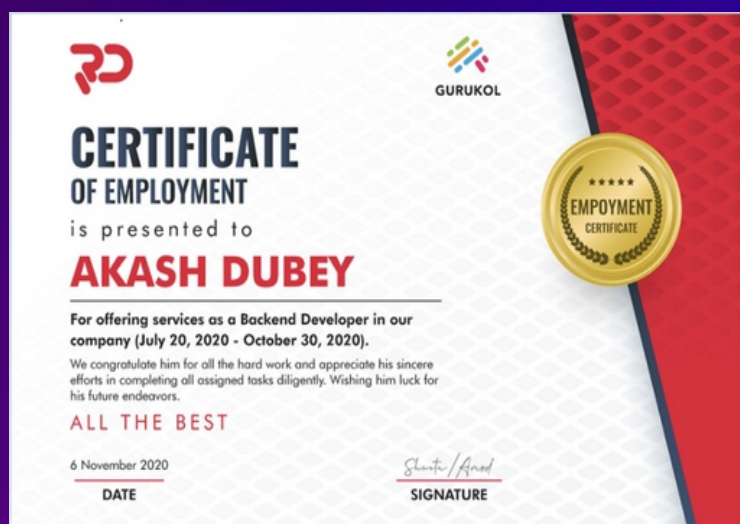 GURUKOL
CERTIFICATE
OF EMPLOYMENT
is presented to
AKASH DUBEY
For offering services as a Backend Developer in our
company (July 20, 2020 - October 30, 2020).
We congratulate him for all the hard work and appreciate his sincere
efforts in completing all assigned tasks diligently. Wishing him luck for
his future endeavors.
ALL THE BEST
6 November 2020
DATE
SIGNATURE
EMPOYMENT
CERTIFICATE